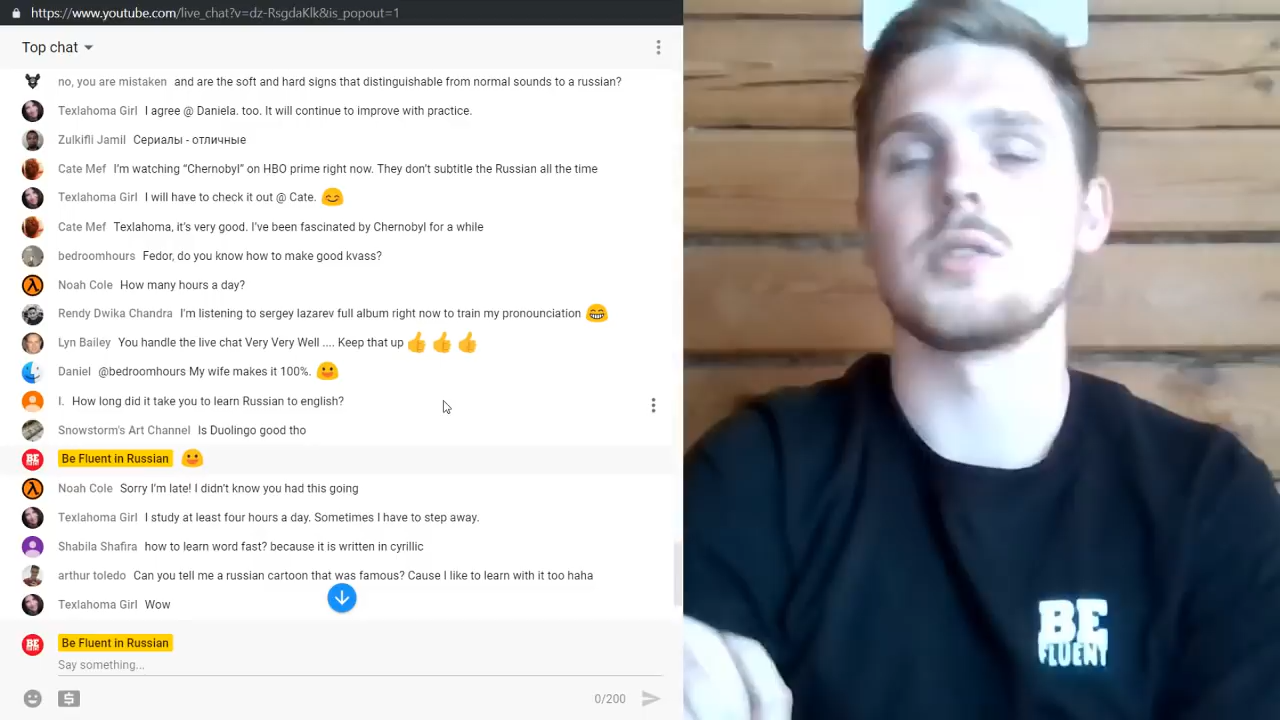 https://www.youtube.com/live_chat?v=dz-RsgdaKlk&is_popout=1
Top chat
no, you are mistaken and are the soft and hard signs that distinguishable from normal sounds to a russian?
Texlahoma Girl I agree @ Daniela. too. It will continue to improve with practice.
Zulkifli Jamil Сериалы - отличные
Cate Mef I'm watching “Chernobyl” on HBO prime right now. They don't subtitle the Russian all the time
Texlahoma Girl I will have to check it out @ Cate.
Cate Mef Texlahoma, it's very good. I've been fascinated by Chernobyl for a while
bedroomhours Fedor, do you know how to make good kvass?
Noah Cole How many hours a day?
Rendy Dwika Chandra I'm listening to sergey lazarev full album right now to train my pronounciation
Lyn Bailey You handle the live chat Very Very Well .... Keep that up
Daniel @bedroomhours My wife makes it 100%.
I. How long did it take you to learn Russian to english?
Snowstorm's Art Channel Is Duolingo good tho
Be Fluent in Russian
Noah Cole Sorry I'm late! I didn't know you had this going
Texlahoma Girl I study at least four hours a day. Sometimes I have to step away.
Shabila Shafira how to learn word fast? because it is written in cyrillic
arthur toledo Can you tell me a russian cartoon that was famous? Cause I like to learn with it too haha
Texlahoma Girl Wow
Be Fluent in Russian
Say something...
0/200
BE
FLUENT